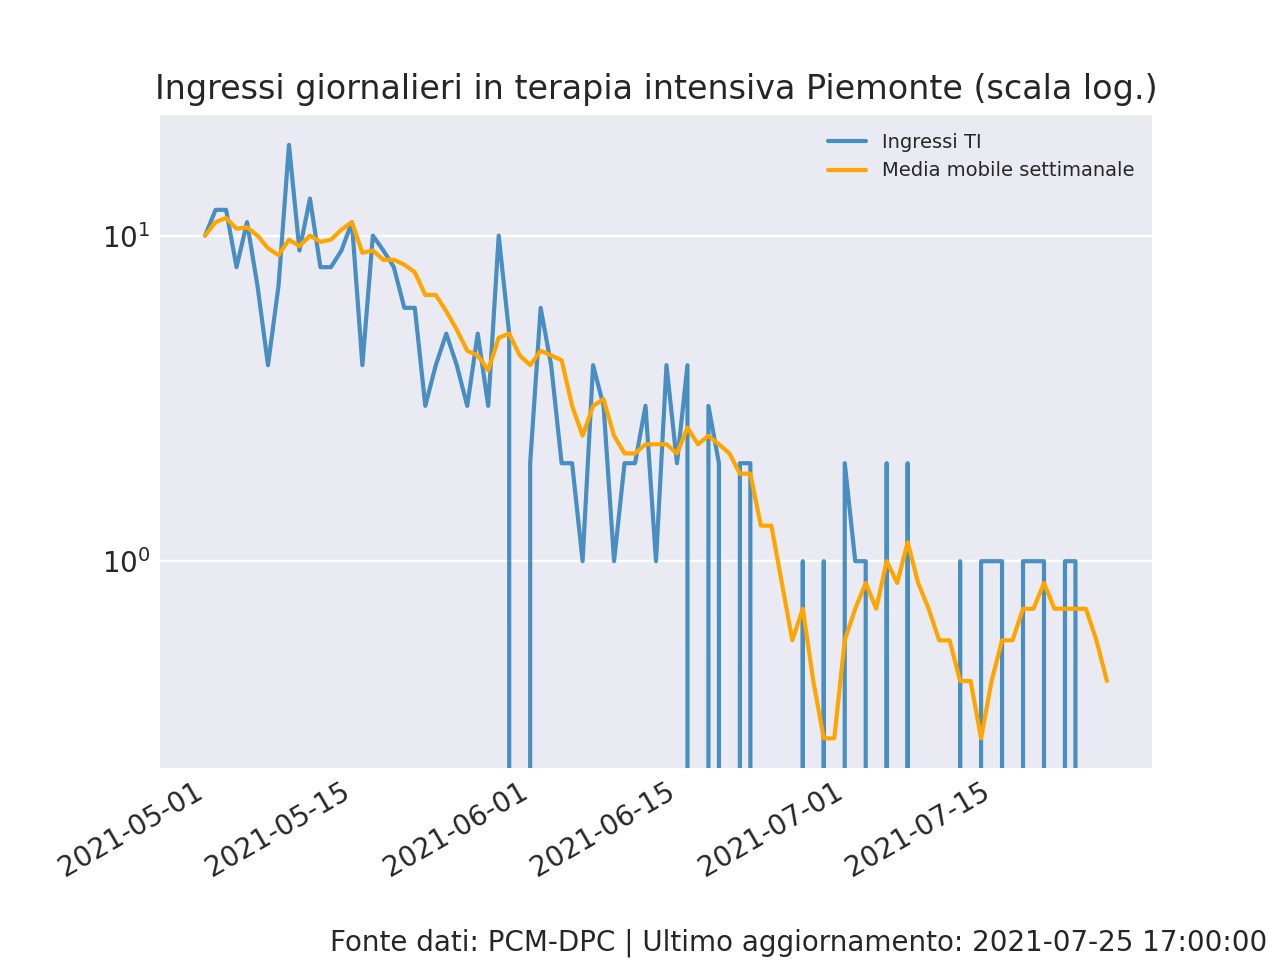 Ingressi giornalieri in terapia intensiva Piemonte (scala log.)
Ingressi TI
Media mobile settimanale
10¹
10⁰
2021-05-01
2021-05-15
2021-06-01
2021-06-15
2021-07-01
2021-07-15
Fonte dati: PCM-DPC | Ultimo aggiornamento: 2021-07-25 17:00:00